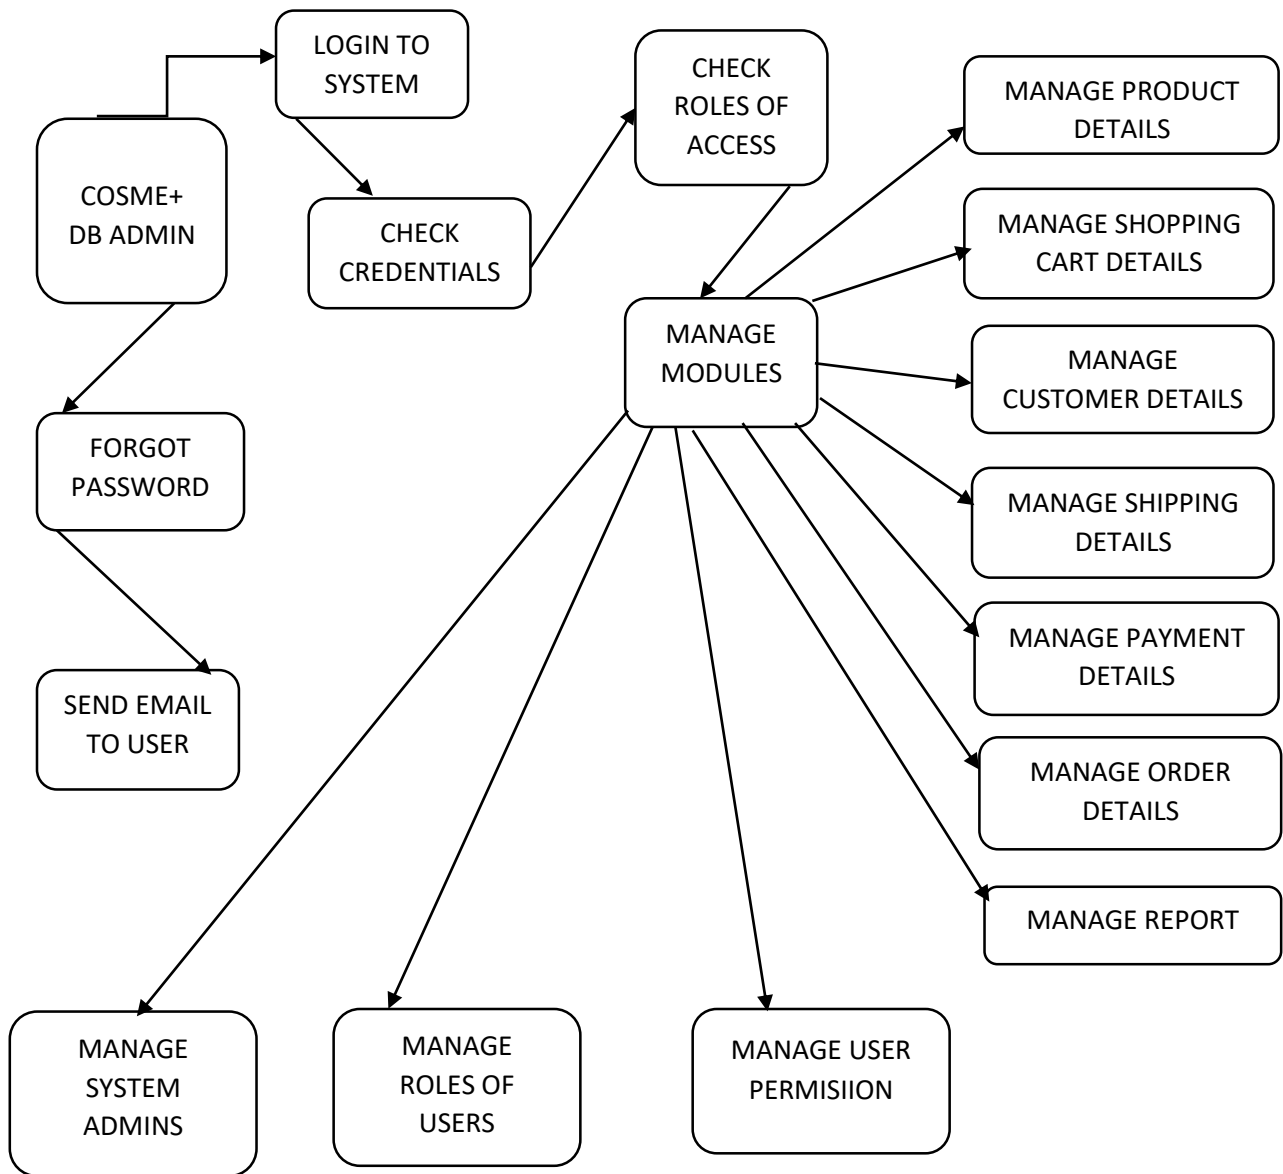 LOGIN TO
SYSTEM
CHECK
ROLES OF
ACCESS
MANAGE PRODUCT
DETAILS
COSME+
DB ADMIN
CHECK
CREDENTIALS
MANAGE SHOPPING
CART DETAILS
MANAGE
MODULES
MANAGE
CUSTOMER DETAILS
FORGOT
PASSWORD
MANAGE SHIPPING
DETAILS
MANAGE PAYMENT
DETAILS
SEND EMAIL
TO USER
MANAGE ORDER
DETAILS
MANAGE REPORT
MANAGE
SYSTEM
ADMINS
MANAGE
ROLES OF
USERS
MANAGE USER
PERMISIION